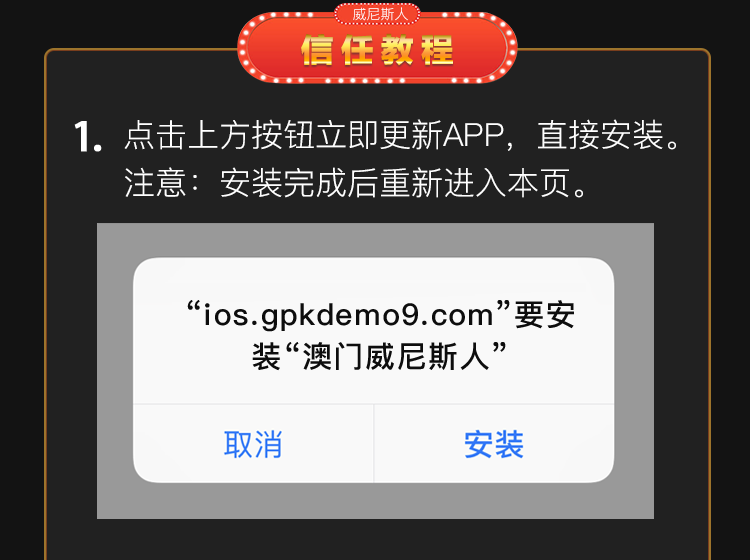 威尼斯人
信任教程
1. 点击上方按钮立即更新APP，直接安装。
注意：安装完成后重新进入本页。
“ios.gpkdemo9.com”要安
装“澳门威尼斯人”
取消 安装